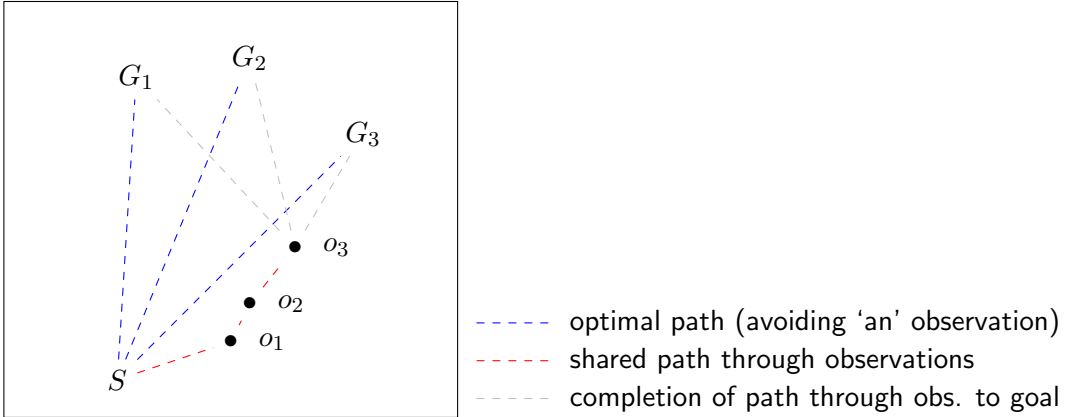 G₂
G₁
G₃
o₃
o₂
o₁
S
optimal path (avoiding ‘an’ observation)
shared path through observations
completion of path through obs. to goal